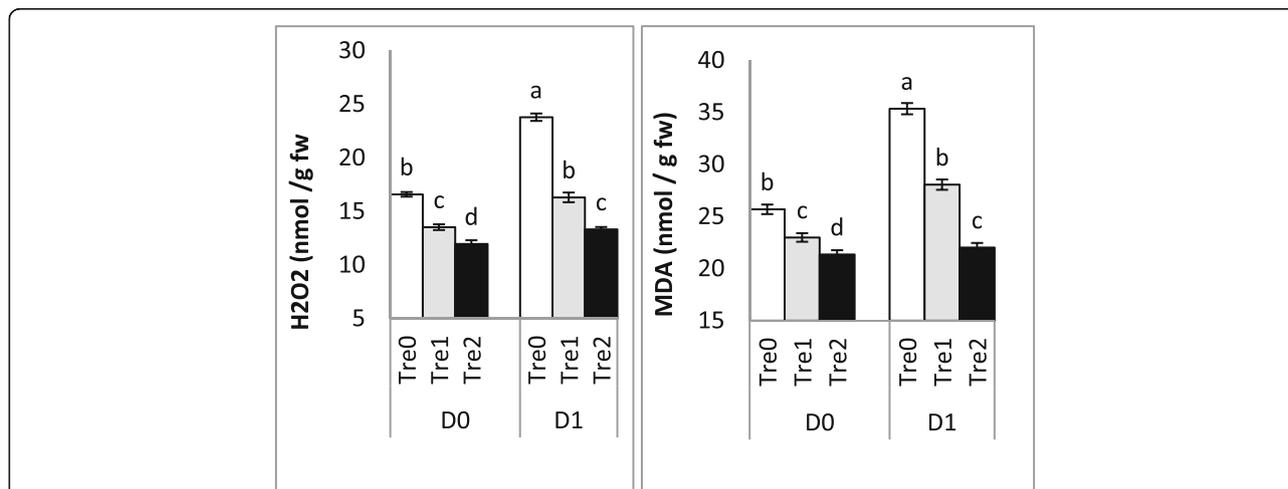 H2O2 (nmol /g fw
30
25
20
15
10
5
b
c
d
a
b
c
Tre0
Tre1
Tre2
Tre0
Tre1
Tre2
D0
D1
MDA (nmol / g fw)
40
35
30
25
20
15
b
c
d
a
b
c
Tre0
Tre1
Tre2
Tre0
Tre1
Tre2
D0
D1